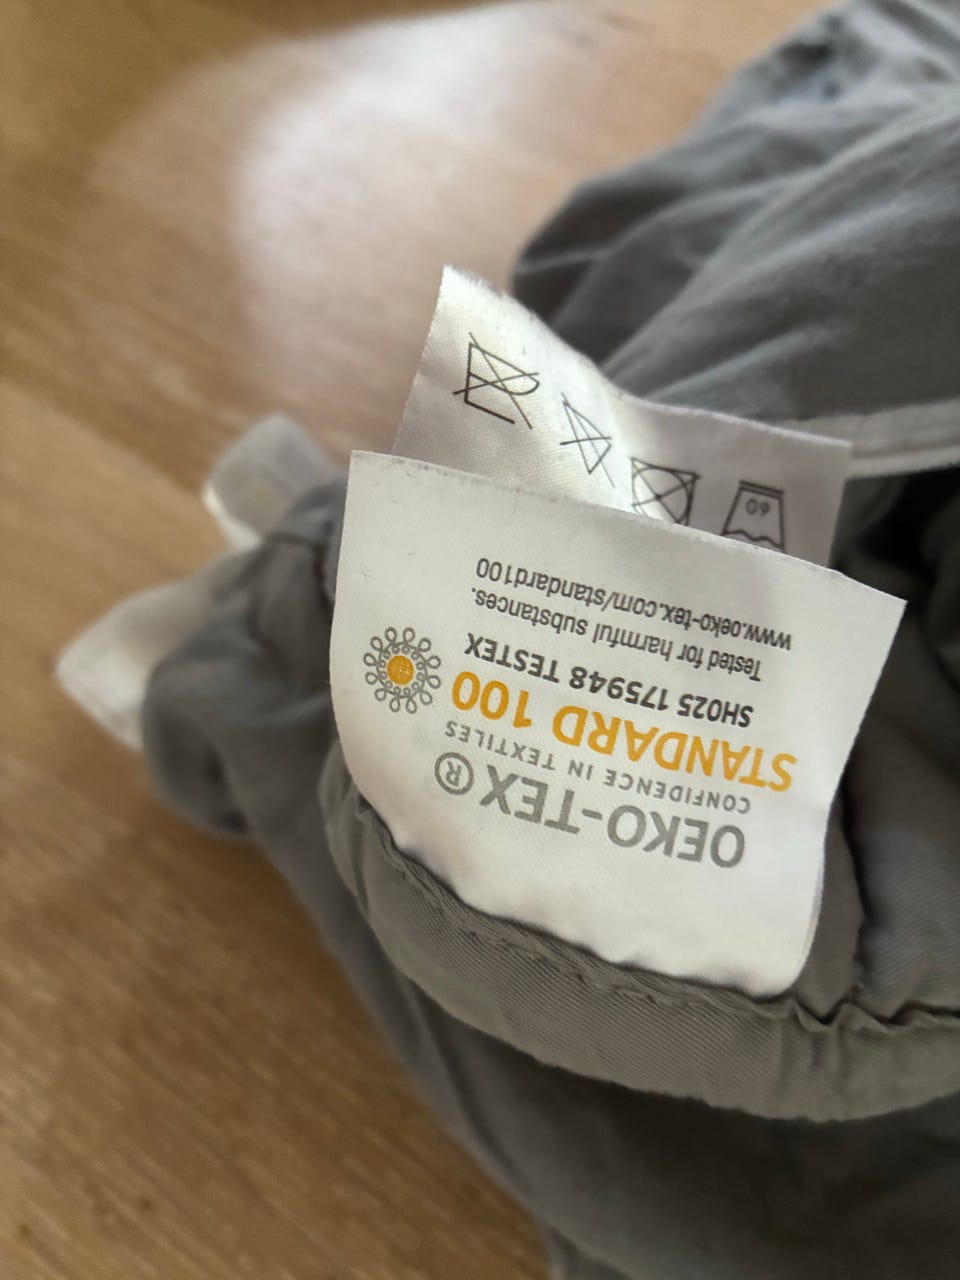 OEKO-TEX®
CONFIDENCE IN TEXTILES
STANDARD 100
SH025 175948 TESTEX
Tested for harmful substances.
www.oeko-tex.com/standard100
60